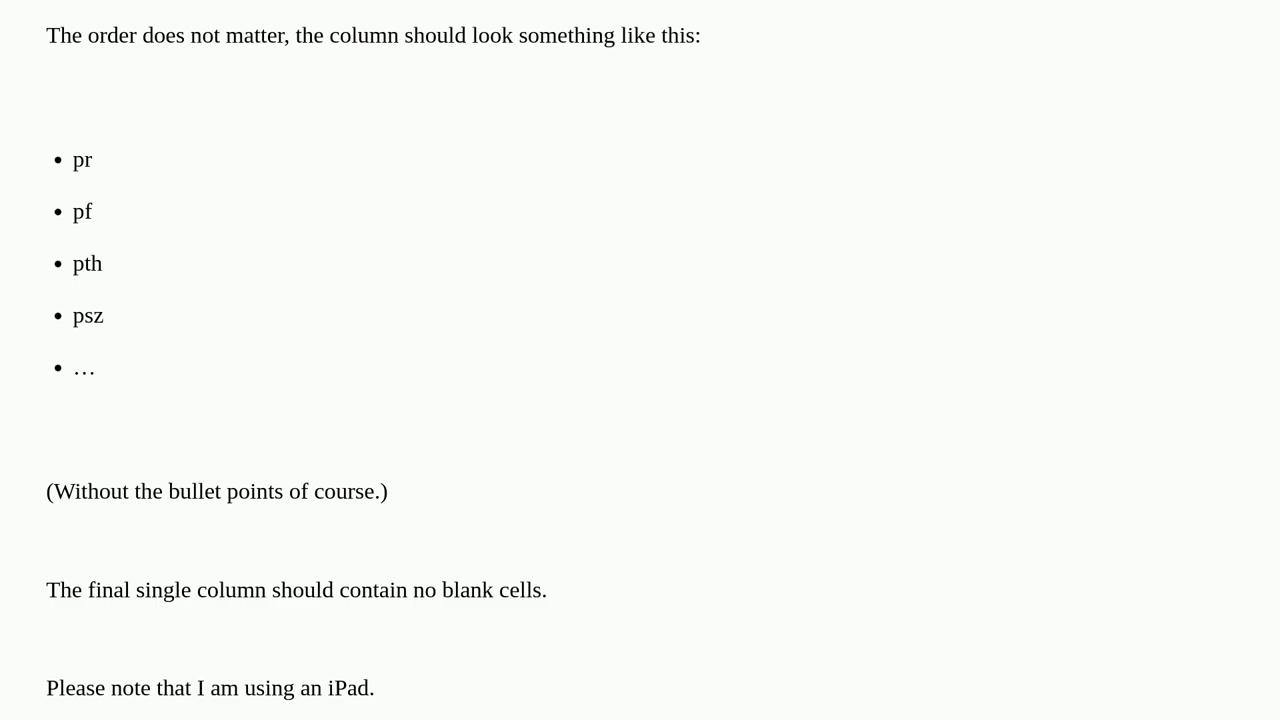 The order does not matter, the column should look something like this:
• pr
• pf
• pth
• psz
• …
(Without the bullet points of course.)
The final single column should contain no blank cells.
Please note that I am using an iPad.